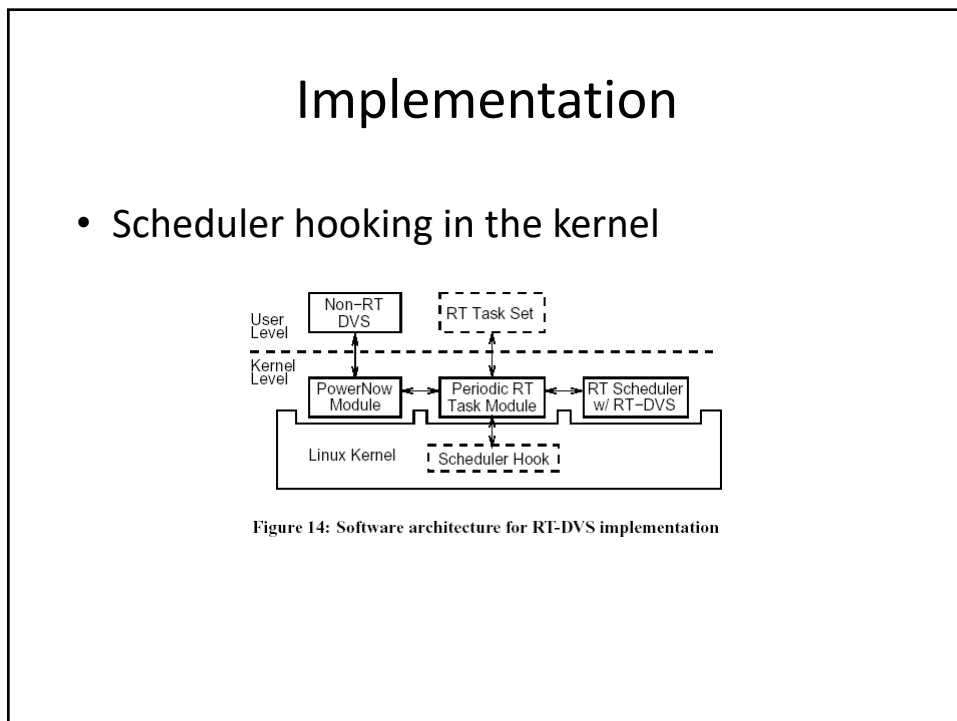 Implementation
• Scheduler hooking in the kernel
User
Level
Non−RT
DVS
RT Task Set
Kernel
Level
PowerNow
Module
Periodic RT
Task Module
RT Scheduler
w/ RT−DVS
Linux Kernel
Scheduler Hook
Figure 14: Software architecture for RT-DVS implementation